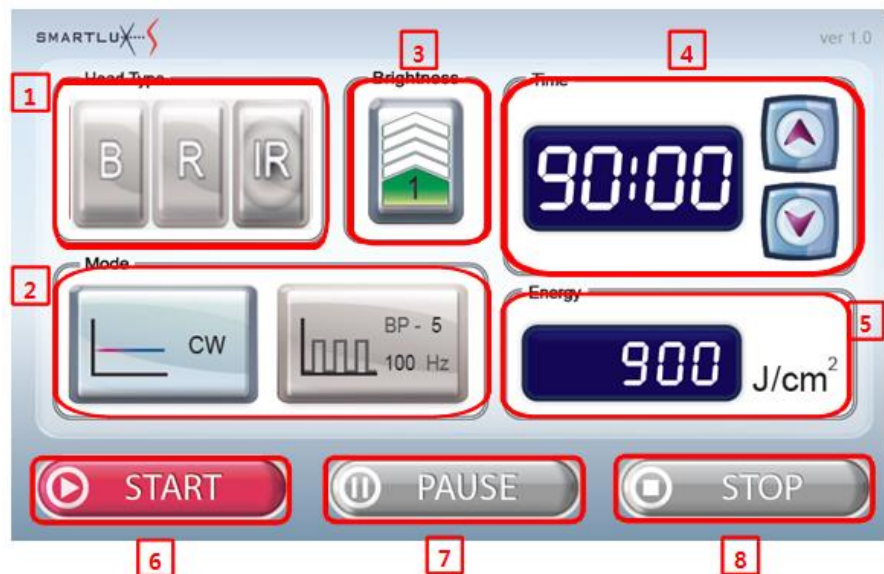 SMARTLUX
ver 1.0
3
4
1
Head Type
Brightness
Time
B
R
IR
1
90:00
2
Mode
Energy
5
CW
BP - 5
100 Hz
900
J/cm²
START
PAUSE
STOP
6
7
8